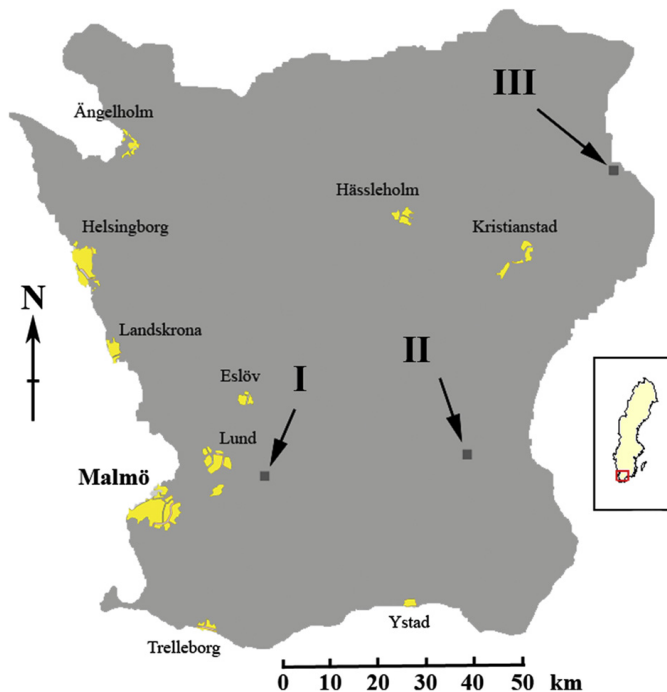 III
Ängelholm
Hässleholm
Kristianstad
Helsingborg
N
Landskrona
II
I
Eslöv
Lund
Malmö
Ystad
Trelleborg
0 10 20 30 40 50 km